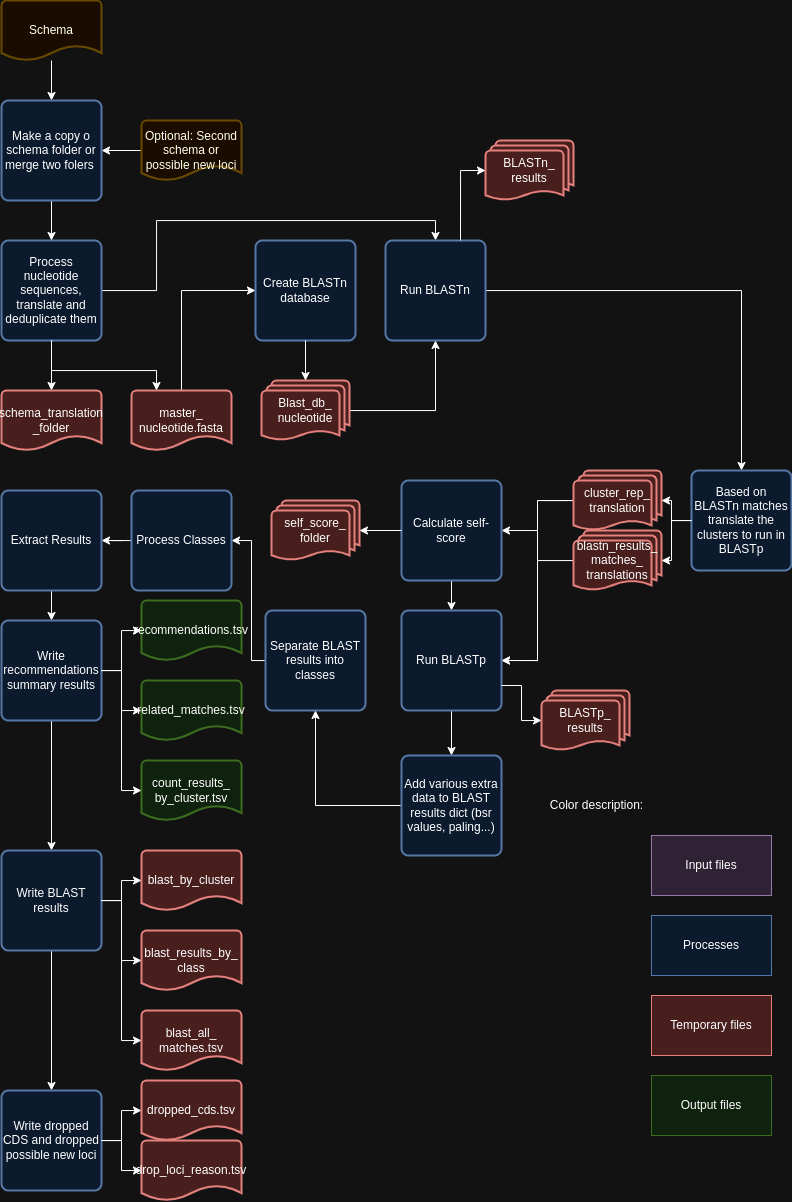 Schema
Make a copy o
schema folder or
merge two folers
Optional: Second
schema or
possible new loci
BLASTn_
results
Process
nucleotide
sequences,
translate and
deduplicate them
Create BLASTn
database
Run BLASTn
schema_translation
_folder
master_
nucleotide.fasta
Blast_db_
nucleotide
Extract Results
Process Classes
self_score_
folder
Calculate self-
score
cluster_rep_
translation
blastn_results_
matches_
translations
Based on
BLASTn matches
translate the
clusters to run in
BLASTp
Write
recommendations
summary results
recommendations.tsv
related_matches.tsv
count_results_
by_cluster.tsv
Separate BLAST
results into
classes
Run BLASTp
BLASTp_
results
Add various extra
data to BLAST
results dict (bsr
values, paling...)
Color description:
Input files
Processes
Temporary files
Output files
Write BLAST
results
blast_by_cluster
blast_results_by_
class
blast_all_
matches.tsv
Write dropped
CDS and dropped
possible new loci
dropped_cds.tsv
drop_loci_reason.tsv